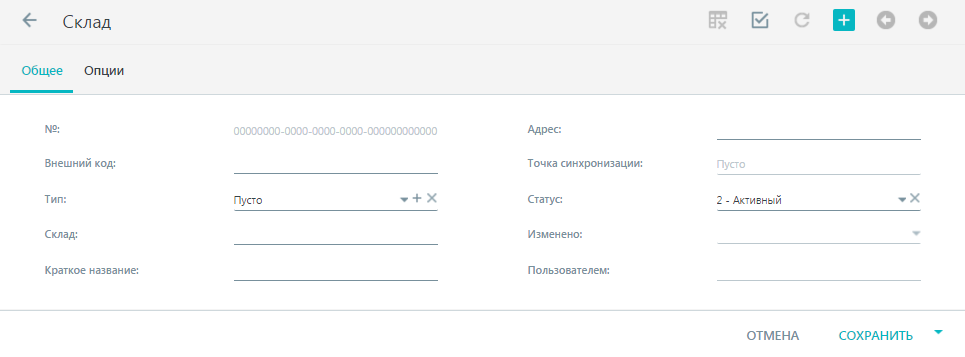 Склад
Общее Опции
№: 00000000-0000-0000-0000-000000000000
Адрес:
Внешний код:
Точка синхронизации: Пусто
Тип: Пусто
Статус: 2 - Активный
Склад:
Изменено:
Краткое название:
Пользователем:
ОТМЕНА СОХРАНИТЬ